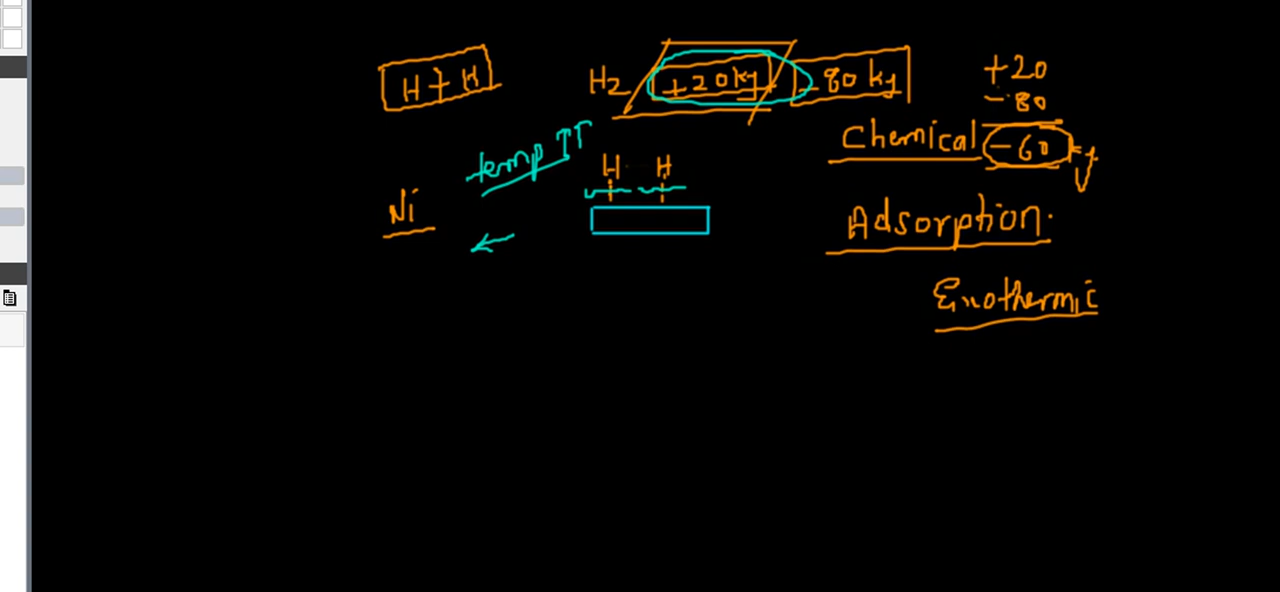 H + H
H2 +20 kJ - 80 kJ
+20
- 80
Chemical - 60 kJ
temp ↑↑
H H
Ni
Adsorption.
Exothermic